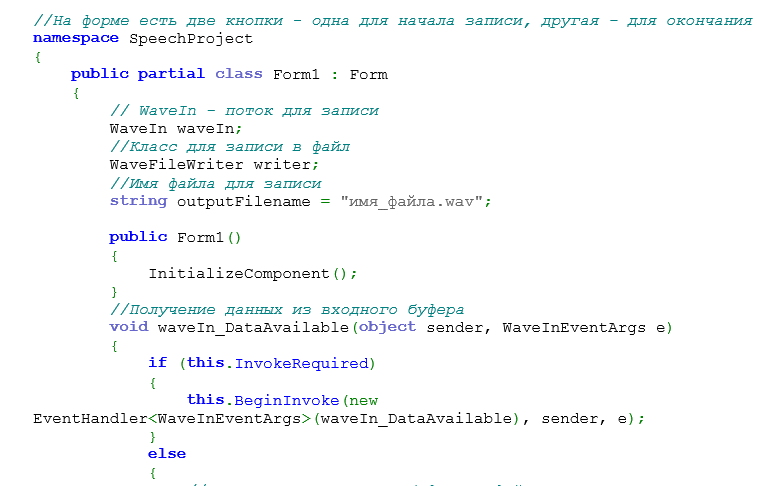 //На форме есть две кнопки - одна для начала записи, другая - для окончания
namespace SpeechProject
{
public partial class Form1 : Form
{
// WaveIn - поток для записи
WaveIn waveIn;
//Класс для записи в файл
WaveFileWriter writer;
//Имя файла для записи
string outputFilename = "имя_файла.wav";
public Form1()
{
InitializeComponent();
}
//Получение данных из входного буфера
void waveIn_DataAvailable(object sender, WaveInEventArgs e)
{
if (this.InvokeRequired)
{
this.BeginInvoke(new
EventHandler<WaveInEventArgs>(waveIn_DataAvailable), sender, e);
}
else
{